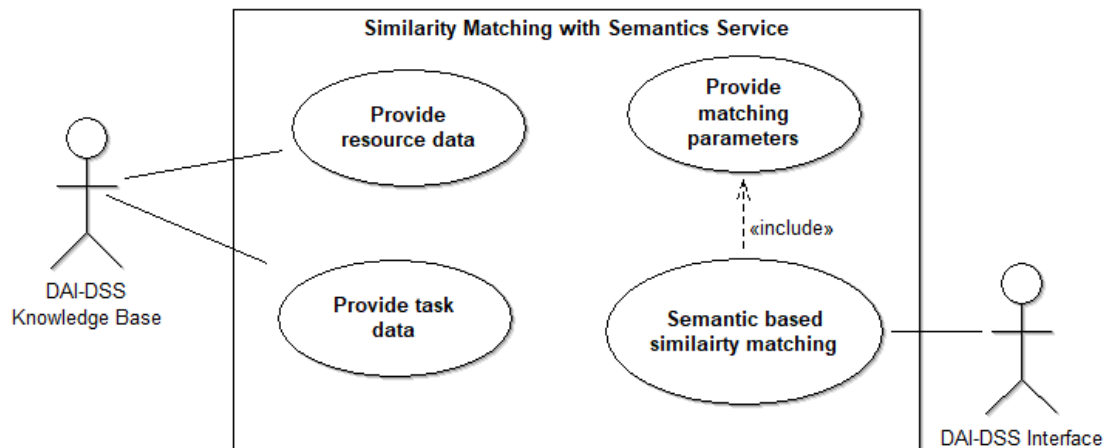 Similarity Matching with Semantics Service
Provide
resource data
Provide
matching
parameters
«include»
DAI-DSS
Knowledge Base
Provide task
data
Semantic based
similairty matching
DAI-DSS Interface